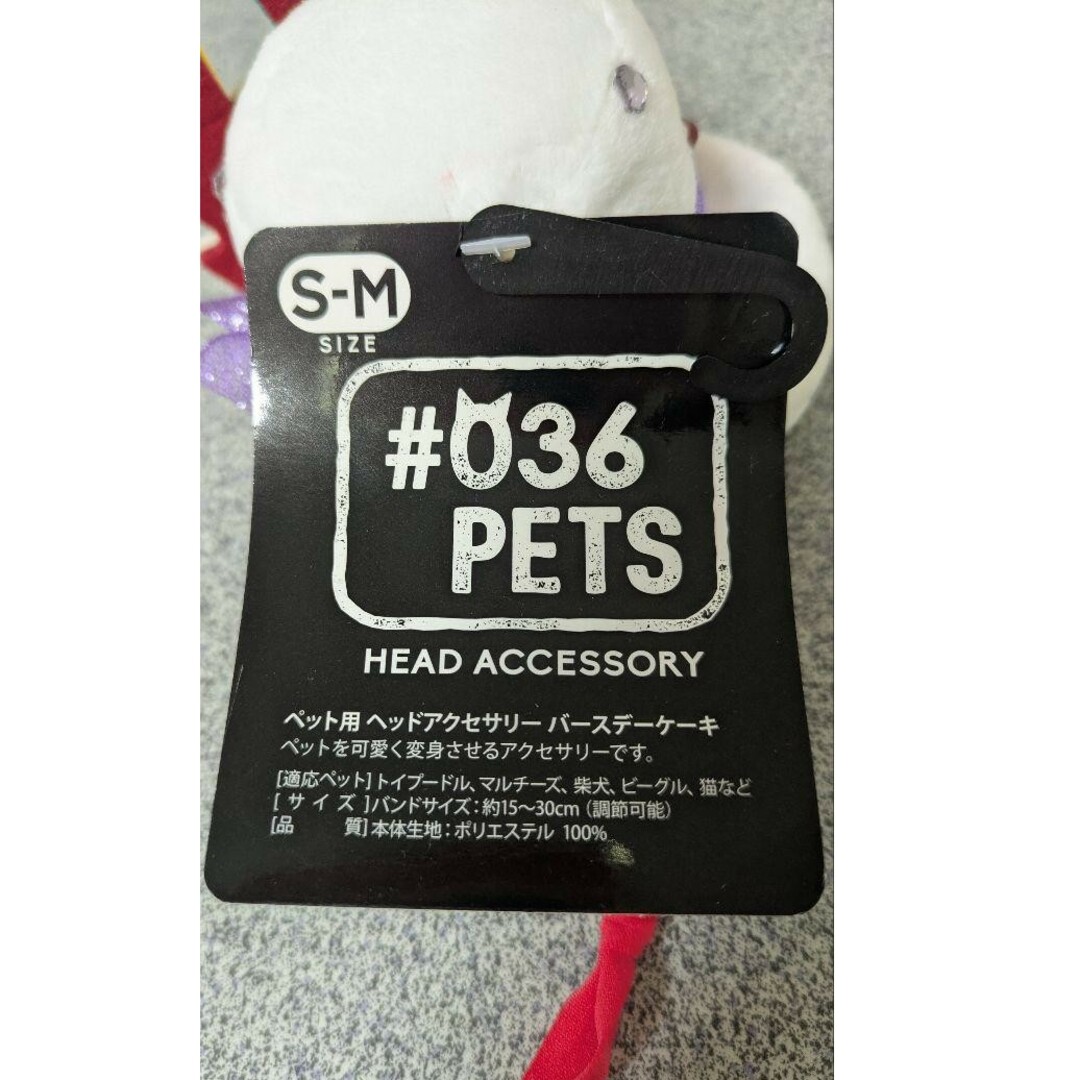 S-M
SIZE
#036
PETS
HEAD ACCESSORY
ペット用 ヘッドアクセサリー バースデーケーキ
ペットを可愛く変身させるアクセサリーです。
[適応ペット]トイプードル、マルチーズ、柴犬、ビーグル、猫など
[サイズ]バンドサイズ:約15〜30cm(調節可能)
[品 質]本体生地:ポリエステル 100%